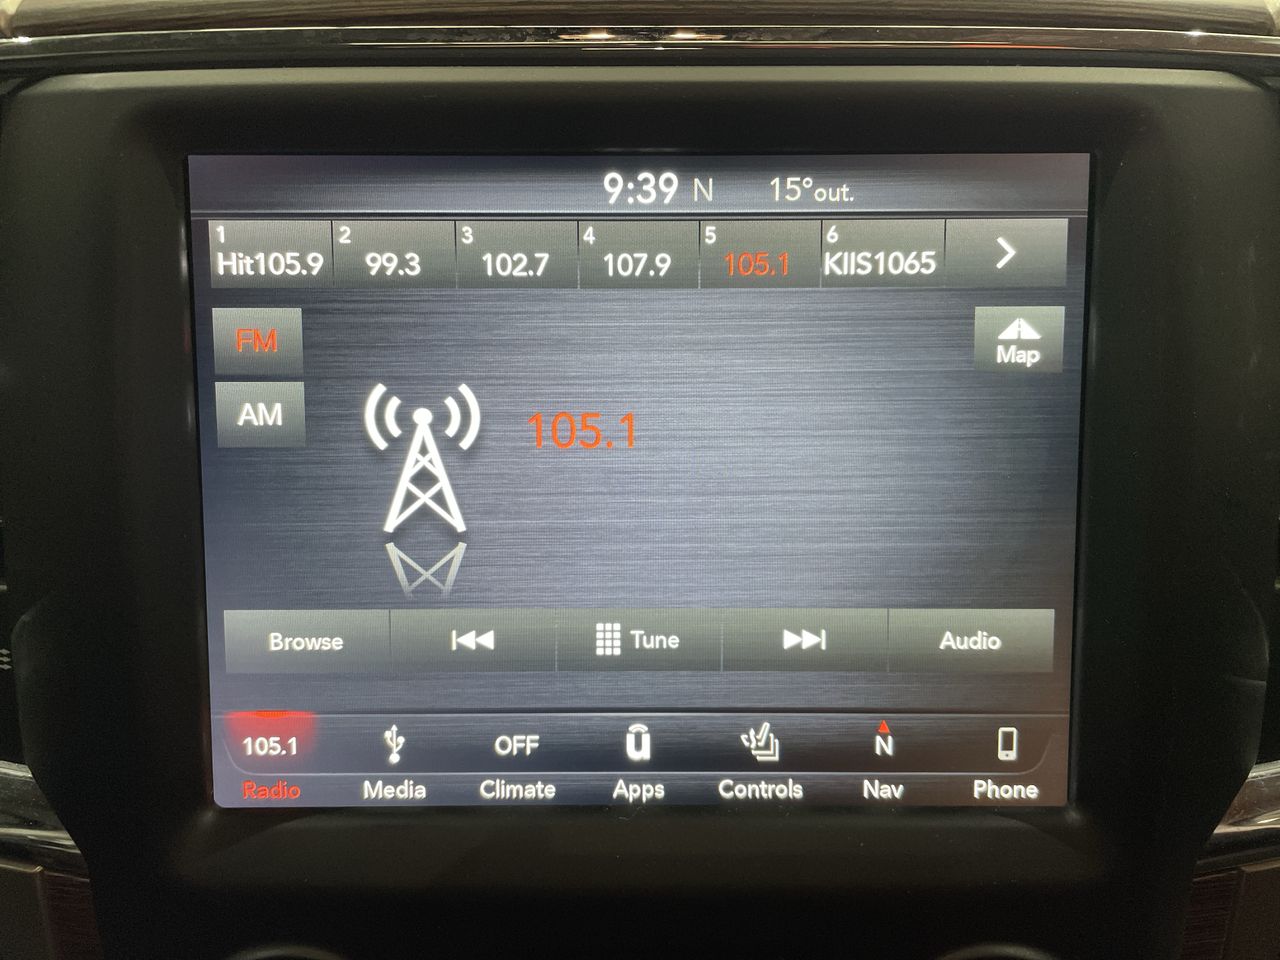 9:39 N 15°out.
1 2 3 4 5 6
Hit105.9 99.3 102.7 107.9 105.1 KIIS1065
FM
Map
AM
105.1
Browse Tune Audio
105.1 OFF N
Radio Media Climate Apps Controls Nav Phone